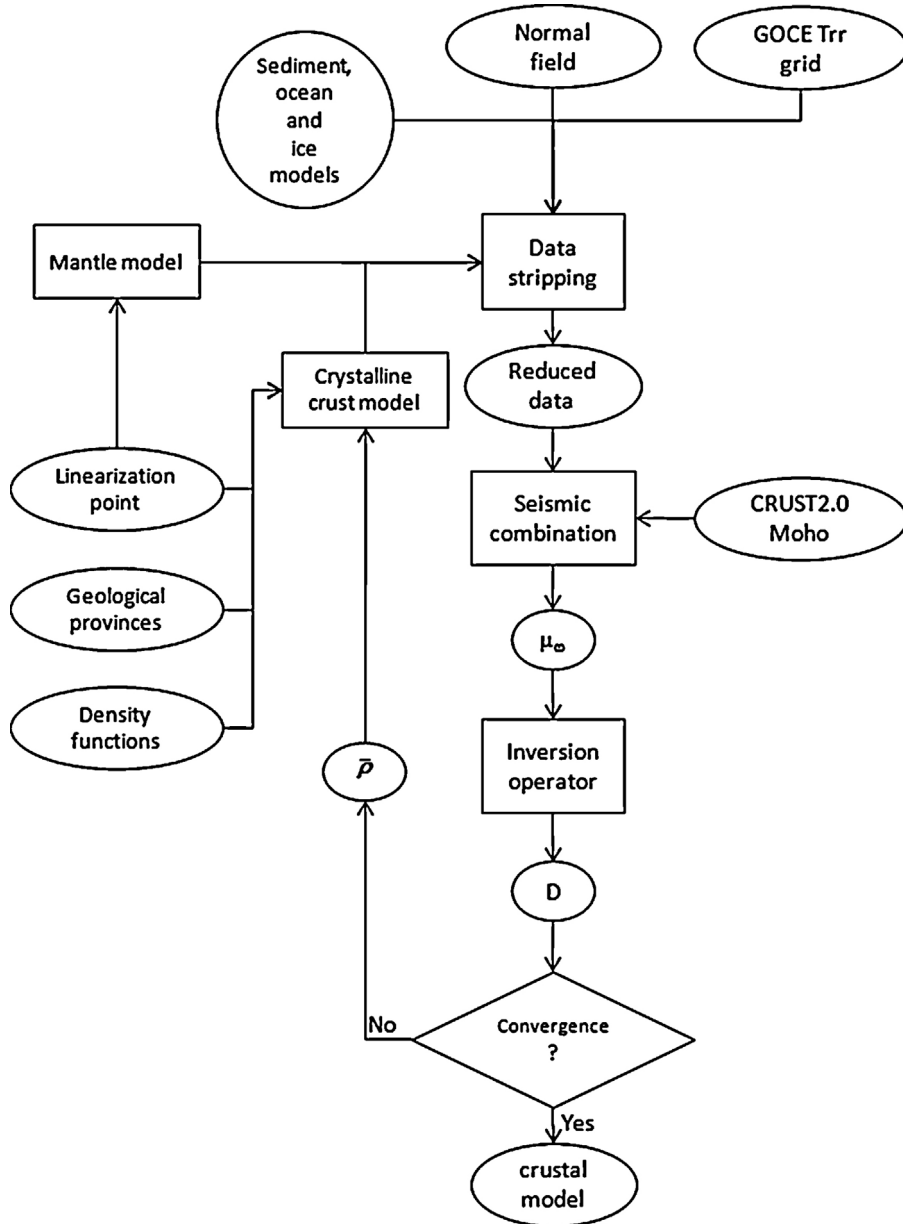 Normal
field
GOCE Trr
grid
Sediment,
ocean
and
ice
models
Mantle model
Data
stripping
Crystalline
crust model
Reduced
data
Linearization
point
Seismic
combination
CRUST2.0
Moho
Geological
provinces
μ∞
Density
functions
Inversion
operator
ρ̄
D
Convergence
?
No
Yes
crustal
model